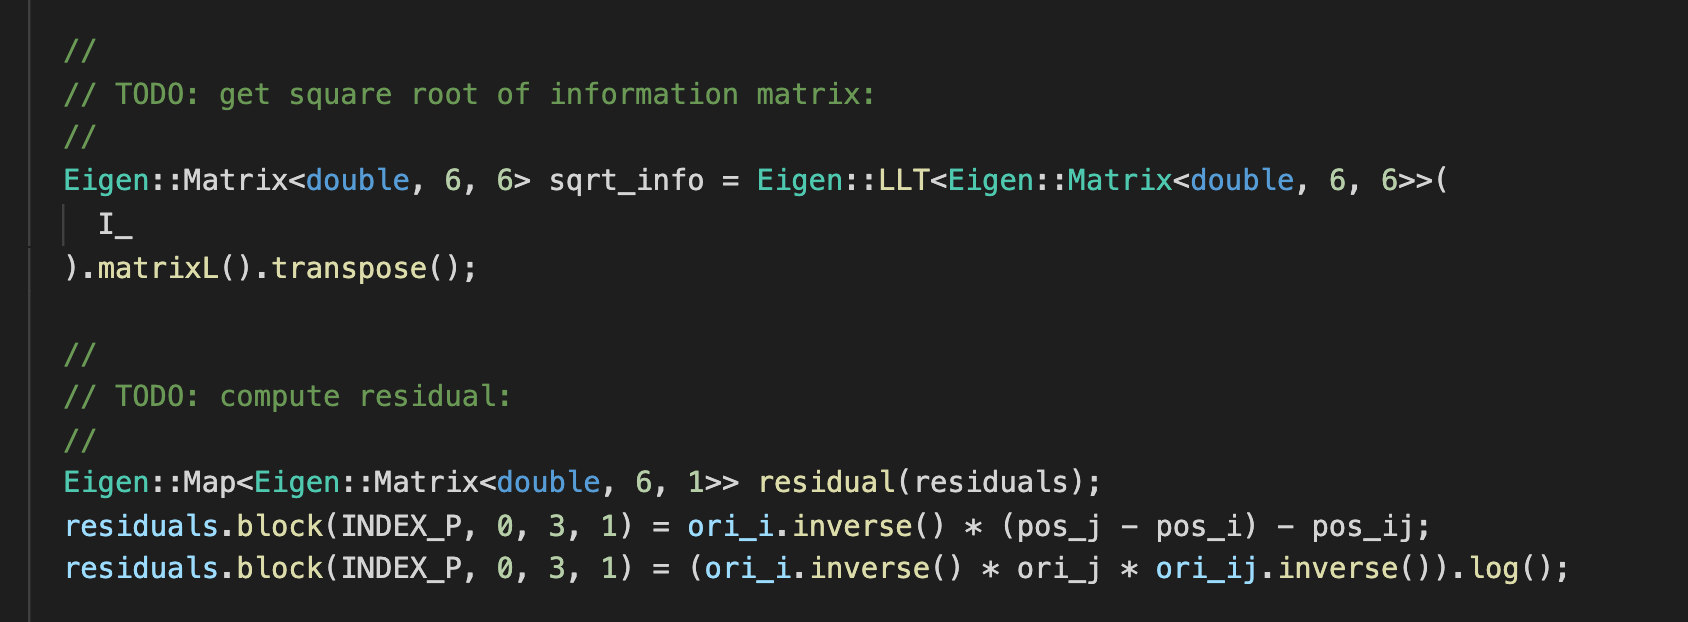 //
// TODO: get square root of information matrix:
//
Eigen::Matrix<double, 6, 6> sqrt_info = Eigen::LLT<Eigen::Matrix<double, 6, 6>>(
I_
).matrixL().transpose();
//
// TODO: compute residual:
//
Eigen::Map<Eigen::Matrix<double, 6, 1>> residual(residuals);
residuals.block(INDEX_P, 0, 3, 1) = ori_i.inverse() * (pos_j - pos_i) - pos_ij;
residuals.block(INDEX_P, 0, 3, 1) = (ori_i.inverse() * ori_j * ori_ij.inverse()).log();